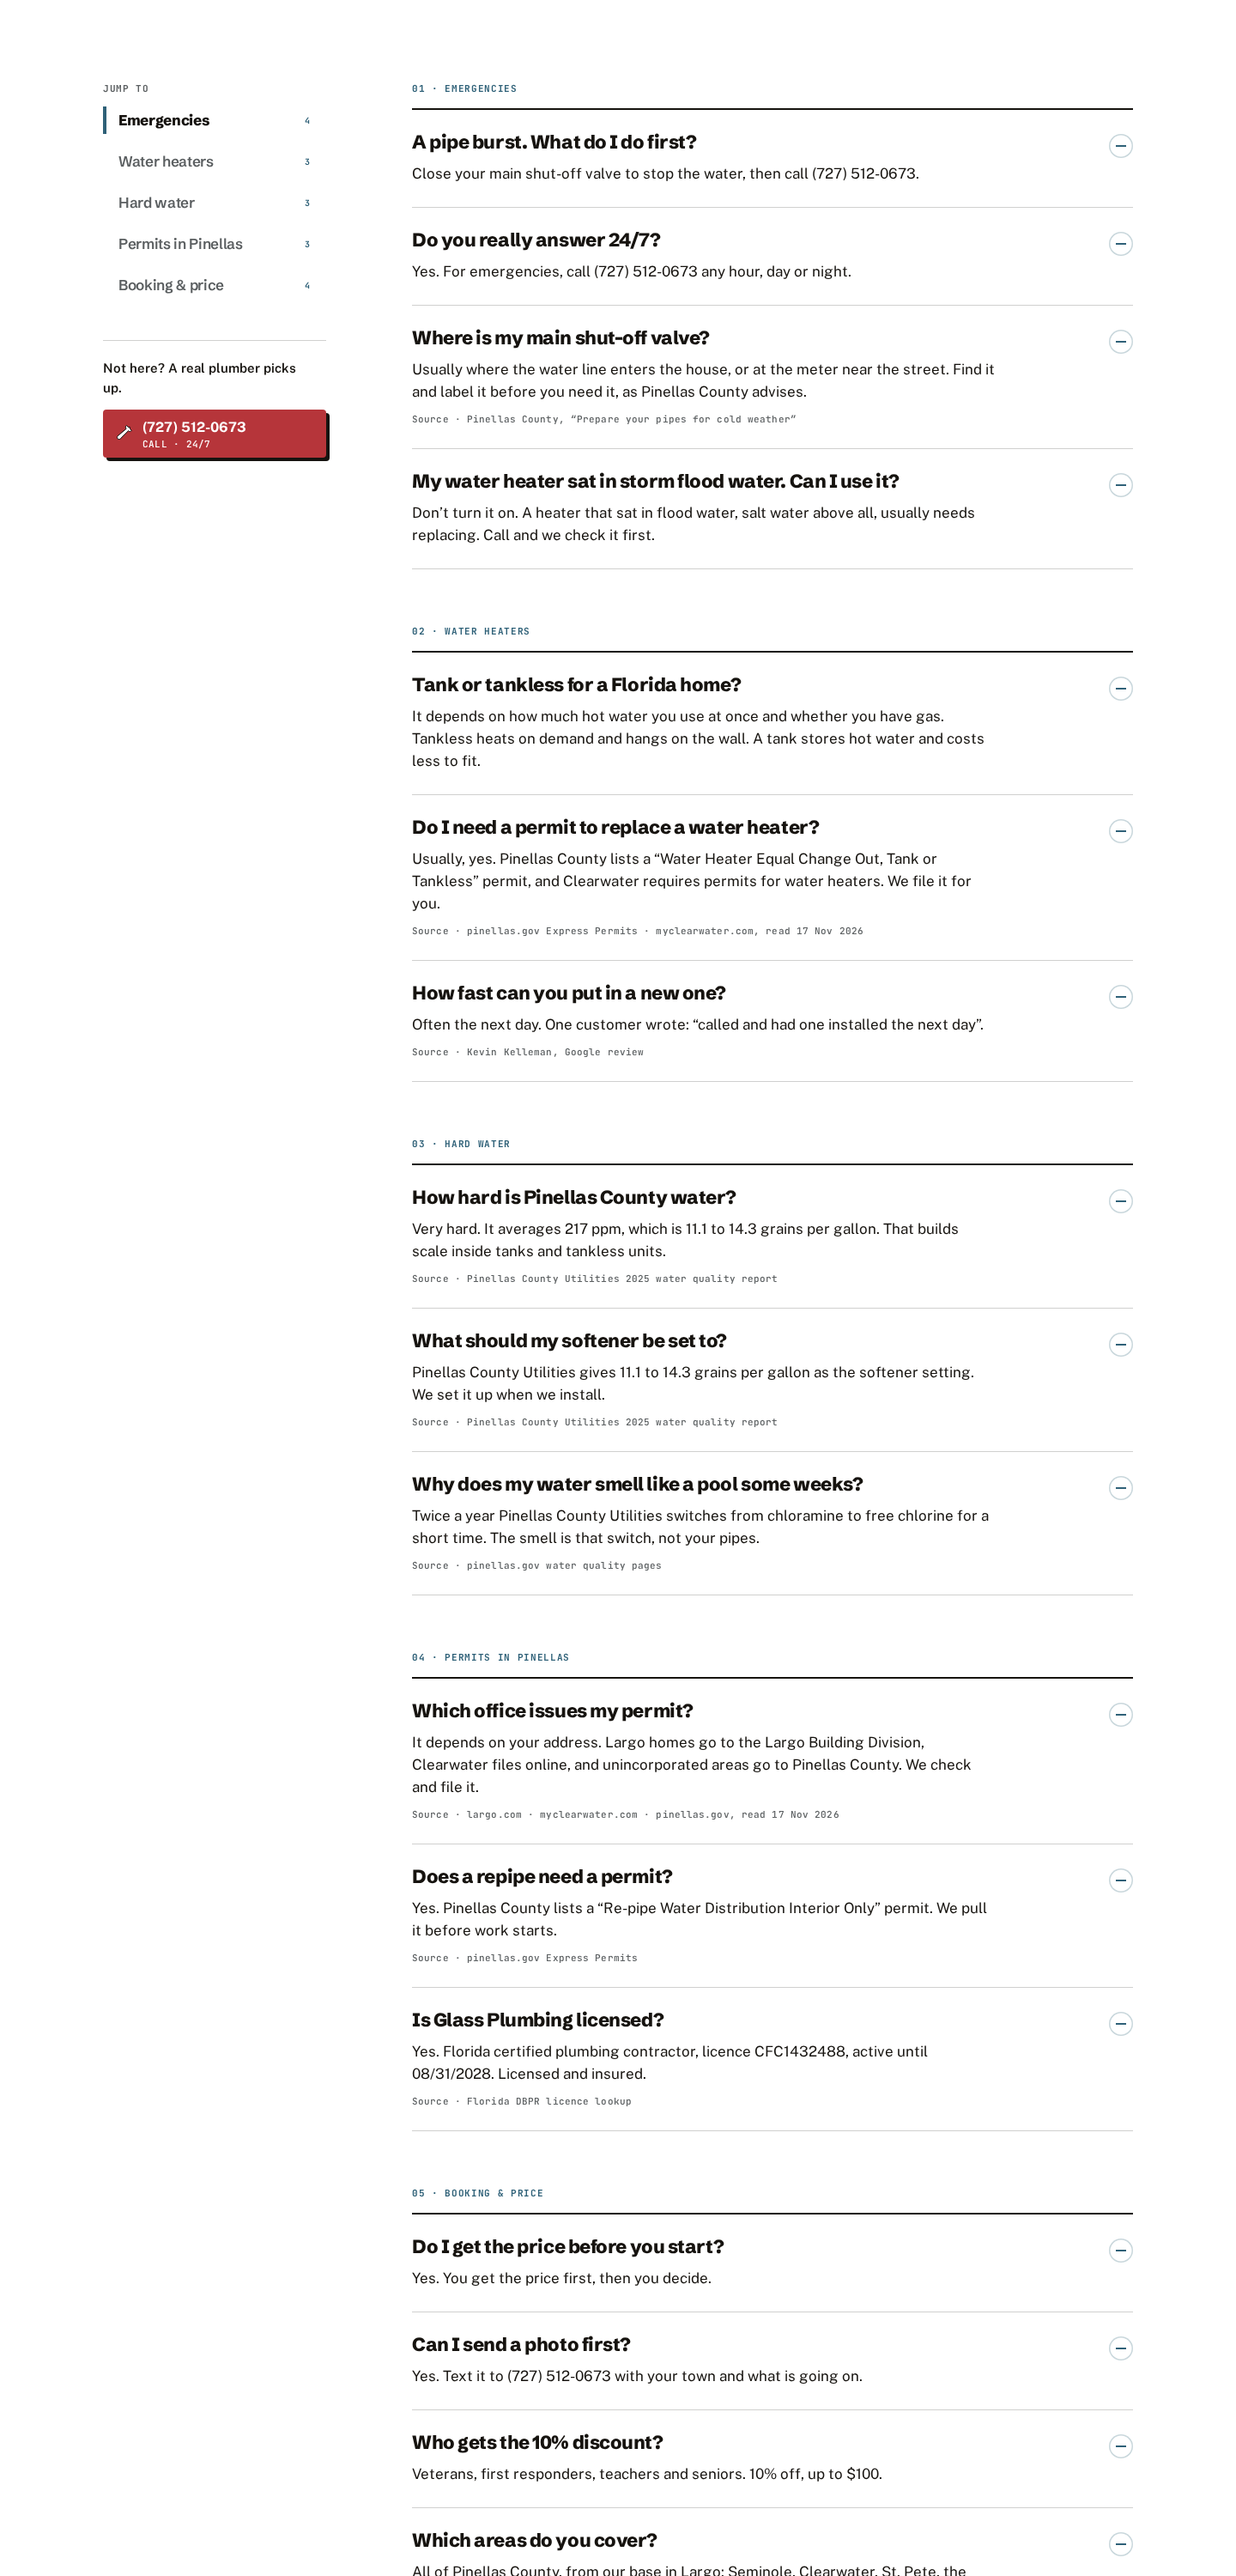 JUMP TO
Emergencies 4
Water heaters 3
Hard water 3
Permits in Pinellas 3
Booking & price 4
Not here? A real plumber picks
up.
(727) 512-0673
CALL · 24/7
01 · EMERGENCIES
A pipe burst. What do I do first?
Close your main shut-off valve to stop the water, then call (727) 512-0673.
Do you really answer 24/7?
Yes. For emergencies, call (727) 512-0673 any hour, day or night.
Where is my main shut-off valve?
Usually where the water line enters the house, or at the meter near the street. Find it
and label it before you need it, as Pinellas County advises.
Source · Pinellas County, “Prepare your pipes for cold weather”
My water heater sat in storm flood water. Can I use it?
Don’t turn it on. A heater that sat in flood water, salt water above all, usually needs
replacing. Call and we check it first.
02 · WATER HEATERS
Tank or tankless for a Florida home?
It depends on how much hot water you use at once and whether you have gas.
Tankless heats on demand and hangs on the wall. A tank stores hot water and costs
less to fit.
Do I need a permit to replace a water heater?
Usually, yes. Pinellas County lists a “Water Heater Equal Change Out, Tank or
Tankless” permit, and Clearwater requires permits for water heaters. We file it for
you.
Source · pinellas.gov Express Permits · myclearwater.com, read 17 Nov 2026
How fast can you put in a new one?
Often the next day. One customer wrote: “called and had one installed the next day”.
Source · Kevin Kelleman, Google review
03 · HARD WATER
How hard is Pinellas County water?
Very hard. It averages 217 ppm, which is 11.1 to 14.3 grains per gallon. That builds
scale inside tanks and tankless units.
Source · Pinellas County Utilities 2025 water quality report
What should my softener be set to?
Pinellas County Utilities gives 11.1 to 14.3 grains per gallon as the softener setting.
We set it up when we install.
Source · Pinellas County Utilities 2025 water quality report
Why does my water smell like a pool some weeks?
Twice a year Pinellas County Utilities switches from chloramine to free chlorine for a
short time. The smell is that switch, not your pipes.
Source · pinellas.gov water quality pages
04 · PERMITS IN PINELLAS
Which office issues my permit?
It depends on your address. Largo homes go to the Largo Building Division,
Clearwater files online, and unincorporated areas go to Pinellas County. We check
and file it.
Source · largo.com · myclearwater.com · pinellas.gov, read 17 Nov 2026
Does a repipe need a permit?
Yes. Pinellas County lists a “Re-pipe Water Distribution Interior Only” permit. We pull
it before work starts.
Source · pinellas.gov Express Permits
Is Glass Plumbing licensed?
Yes. Florida certified plumbing contractor, licence CFC1432488, active until
08/31/2028. Licensed and insured.
Source · Florida DBPR licence lookup
05 · BOOKING & PRICE
Do I get the price before you start?
Yes. You get the price first, then you decide.
Can I send a photo first?
Yes. Text it to (727) 512-0673 with your town and what is going on.
Who gets the 10% discount?
Veterans, first responders, teachers and seniors. 10% off, up to $100.
Which areas do you cover?
All of Pinellas County, from our base in Largo: Seminole, Clearwater, St. Pete, the